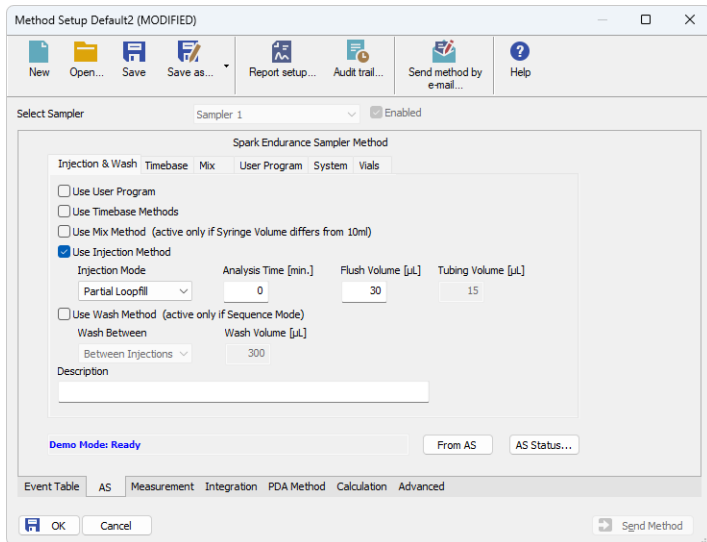 Method Setup Default2 (MODIFIED)
New Open... Save Save as... Report setup... Audit trail... Send method by e-mail... Help
Select Sampler Sampler 1 Enabled
Spark Endurance Sampler Method
Injection & Wash Timebase Mix User Program System Vials
Use User Program
Use Timebase Methods
Use Mix Method (active only if Syringe Volume differs from 10ml)
Use Injection Method
Injection Mode Analysis Time [min.] Flush Volume [µL] Tubing Volume [µL]
Partial Loopfill 0 30 15
Use Wash Method (active only if Sequence Mode)
Wash Between Wash Volume [µL]
Between Injections 300
Description
Demo Mode: Ready From AS AS Status...
Event Table AS Measurement Integration PDA Method Calculation Advanced
OK Cancel Send Method